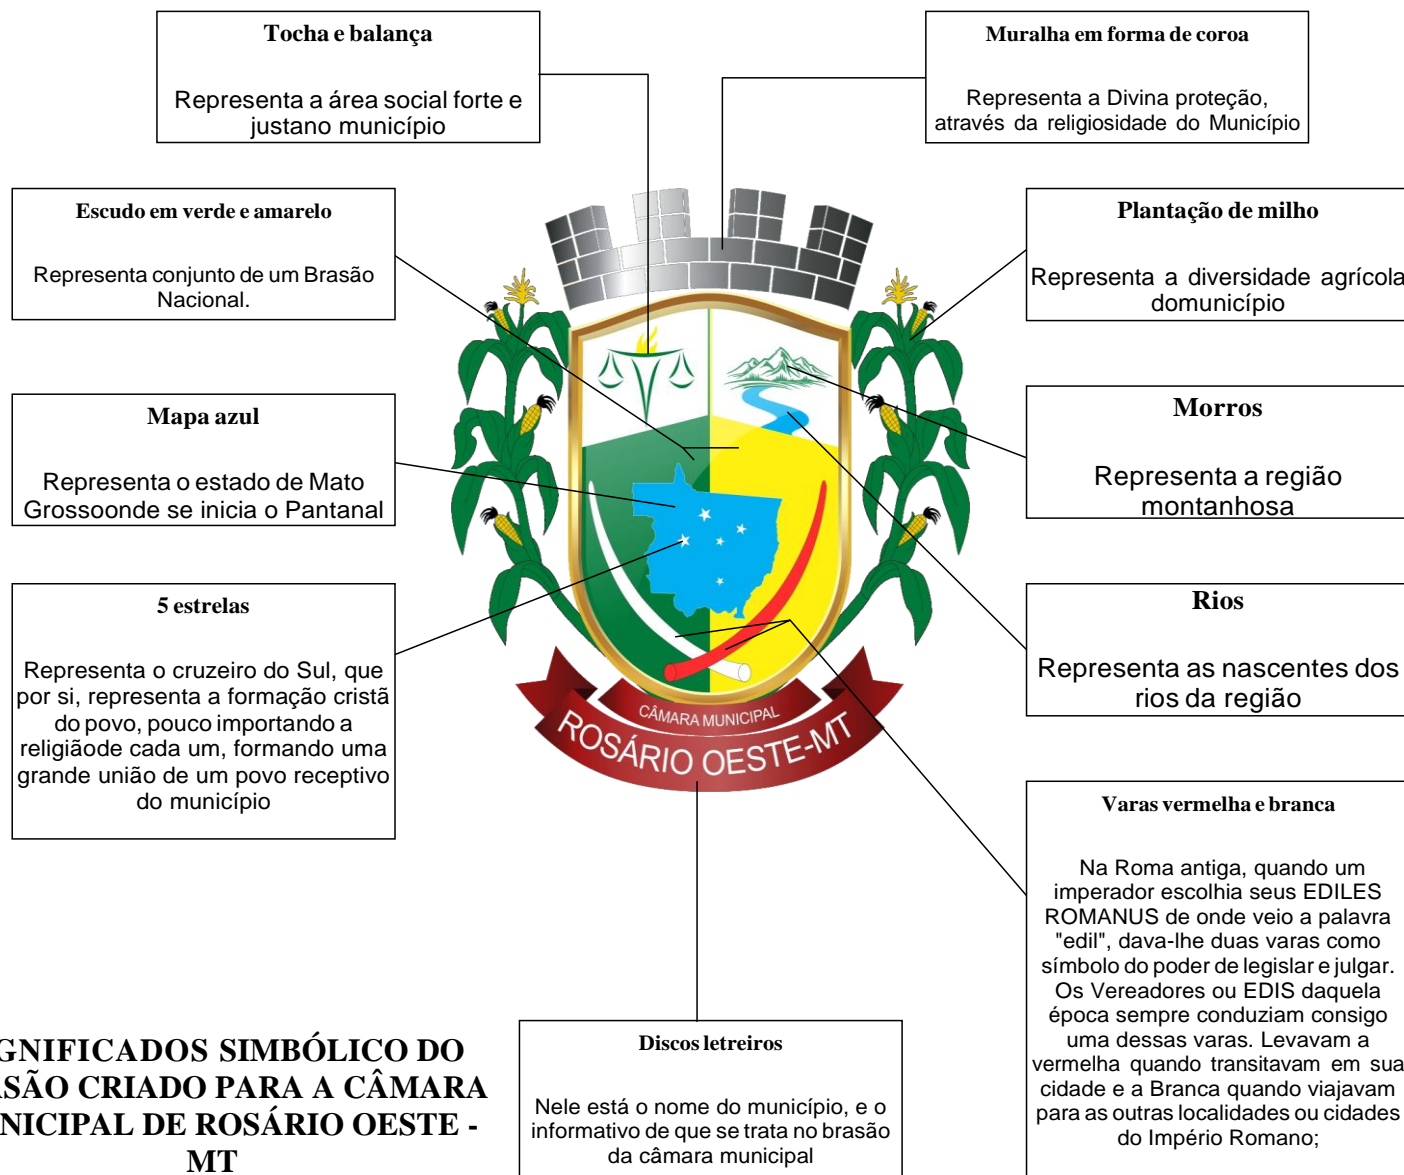 Tocha e balança
Representa a área social forte e
justano município
Muralha em forma de coroa
Representa a Divina proteção,
através da religiosidade do Município
Escudo em verde e amarelo
Representa conjunto de um Brasão
Nacional.
Plantação de milho
Representa a diversidade agrícola
domunicípio
Mapa azul
Representa o estado de Mato
Grossoonde se inicia o Pantanal
Morros
Representa a região
montanhosa
5 estrelas
Representa o cruzeiro do Sul, que
por si, representa a formação cristã
do povo, pouco importando a
religiãode cada um, formando uma
grande união de um povo receptivo
do município
Rios
Representa as nascentes dos
rios da região
CÂMARA MUNICIPAL
ROSÁRIO OESTE-MT
Varas vermelha e branca
Na Roma antiga, quando um
imperador escolhia seus EDILES
ROMANUS de onde veio a palavra
"edil", dava-lhe duas varas como
símbolo do poder de legislar e julgar.
Os Vereadores ou EDIS daquela
época sempre conduziam consigo
uma dessas varas. Levavam a
vermelha quando transitavam em sua
cidade e a Branca quando viajavam
para as outras localidades ou cidades
do Império Romano;
Discos letreiros
Nele está o nome do município, e o
informativo de que se trata no brasão
da câmara municipal
GNIFICADOS SIMBÓLICO DO
ASÃO CRIADO PARA A CÂMARA
NICIPAL DE ROSÁRIO OESTE -
MT